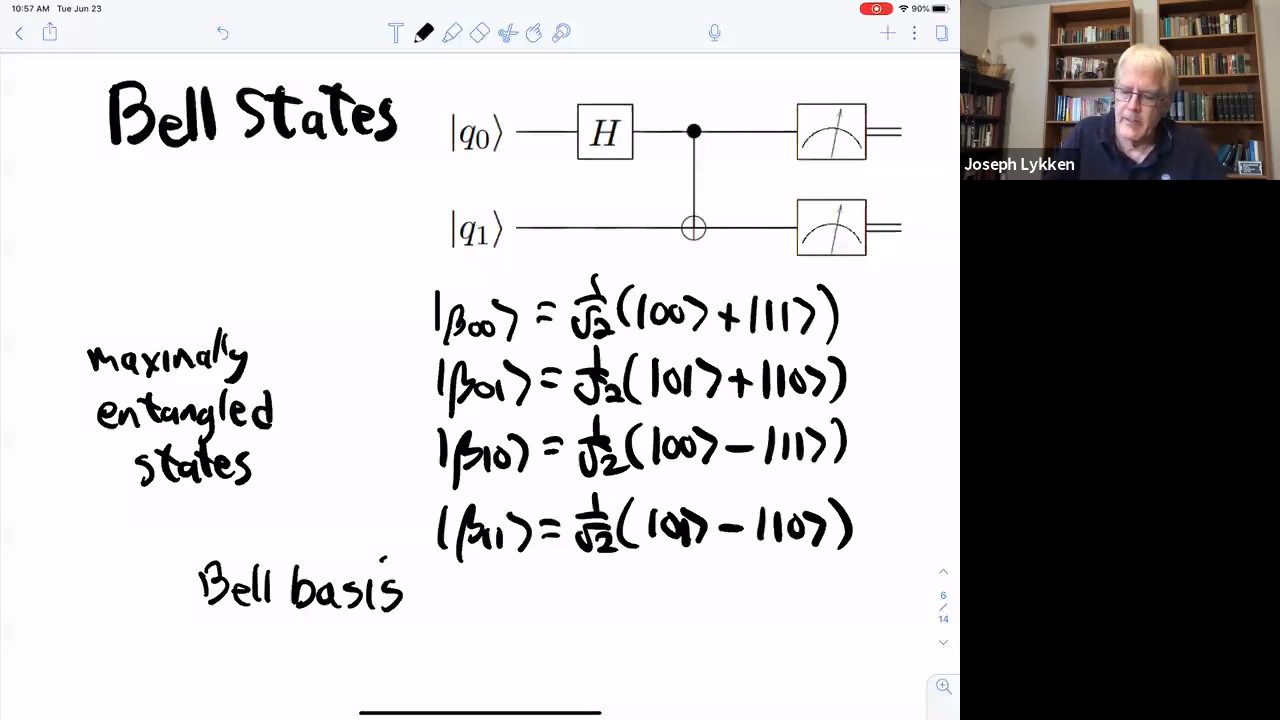 10:57 AM Tue Jun 23
90%
Bell States
|q₀⟩
H
|q₁⟩
|β₀₀⟩ = 1/√2 (|00⟩ + |11⟩)
|β₀₁⟩ = 1/√2 (|01⟩ + |10⟩)
|β₁₀⟩ = 1/√2 (|00⟩ − |11⟩)
|β₁₁⟩ = 1/√2 (|01⟩ − |10⟩)
maxinally
entangled
states
Bell basis
6
/
14
Joseph Lykken